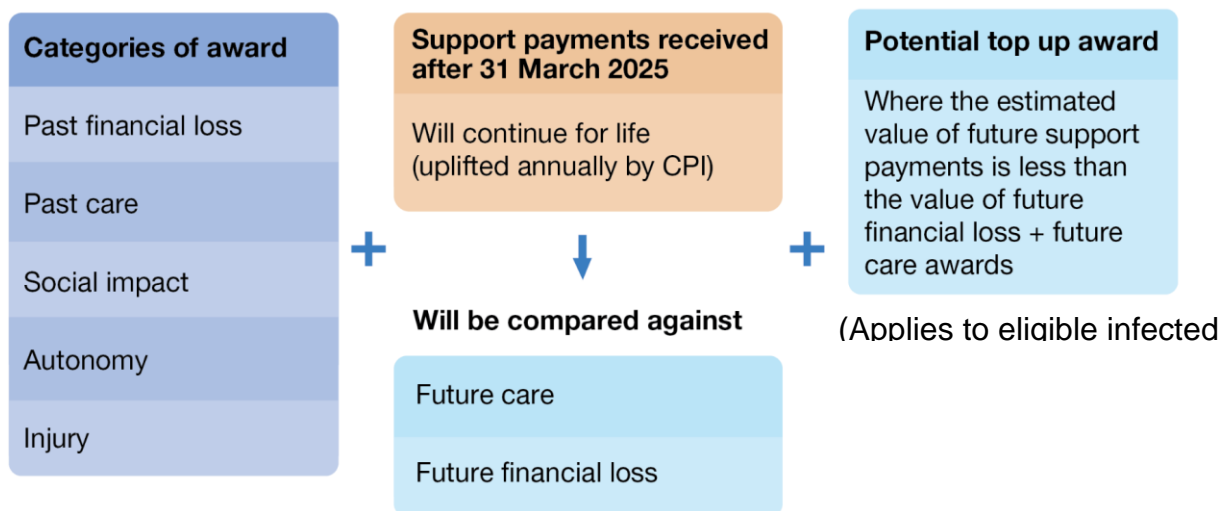 Categories of award
Past financial loss
Past care
Social impact
Autonomy
Injury
+
Support payments received
after 31 March 2025
Will continue for life
(uplifted annually by CPI)
Will be compared against
Future care
Future financial loss
+
Potential top up award
Where the estimated
value of future support
payments is less than
the value of future
financial loss + future
care awards
(Applies to eligible infected